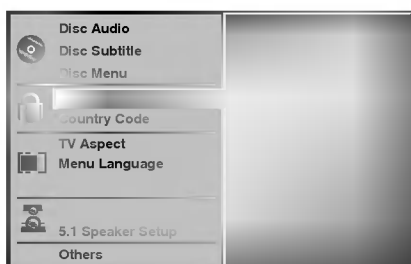 Disc Audio
Disc Subtitle
Disc Menu
Country Code
TV Aspect
Menu Language
5.1 Speaker Setup
Others